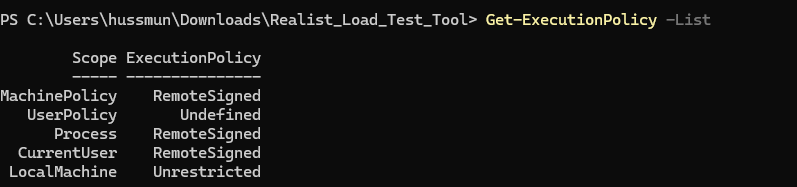 PS C:\Users\hussmun\Downloads\Realist_Load_Test_Tool> Get-ExecutionPolicy -List
Scope ExecutionPolicy
----- ---------------
MachinePolicy RemoteSigned
UserPolicy Undefined
Process RemoteSigned
CurrentUser RemoteSigned
LocalMachine Unrestricted